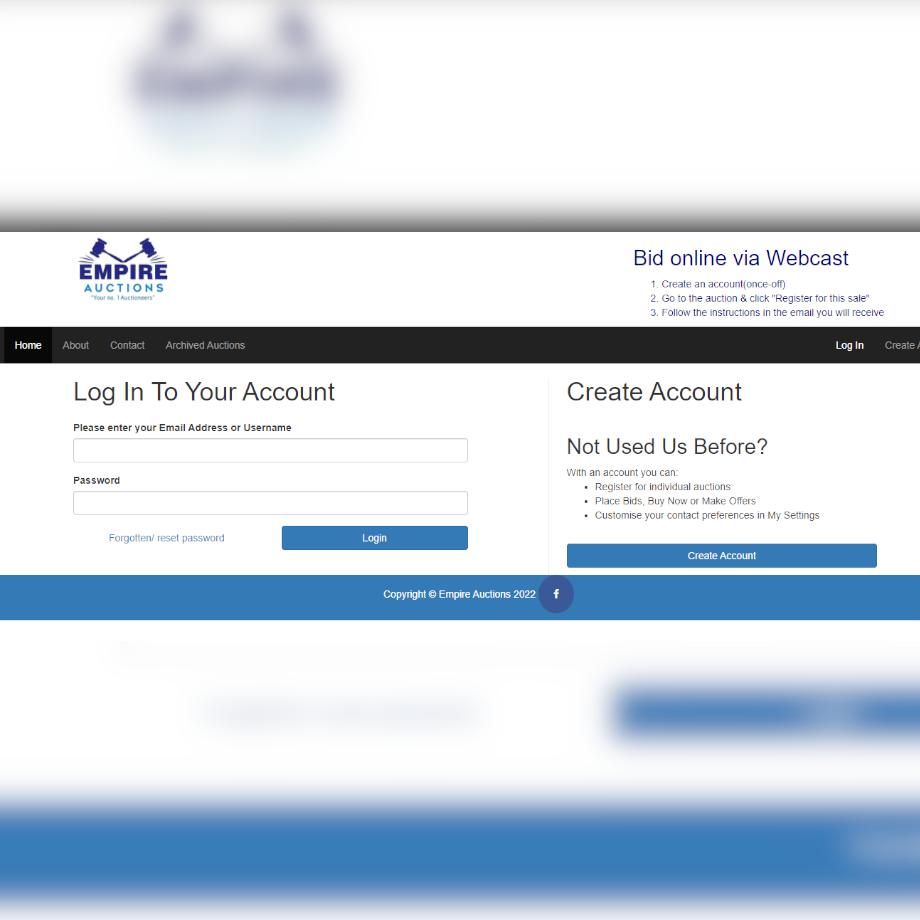 EMPIRE
AUCTIONS
"Your no. 1 Auctioneers"
Bid online via Webcast
1. Create an account(once-off)
2. Go to the auction & click "Register for this sale"
3. Follow the instructions in the email you will receive
Home About Contact Archived Auctions Log In Create
Log In To Your Account
Please enter your Email Address or Username
Password
Forgotten/ reset password
Login
Create Account
Not Used Us Before?
With an account you can:
• Register for individual auctions
• Place Bids, Buy Now or Make Offers
• Customise your contact preferences in My Settings
Create Account
Copyright © Empire Auctions 2022